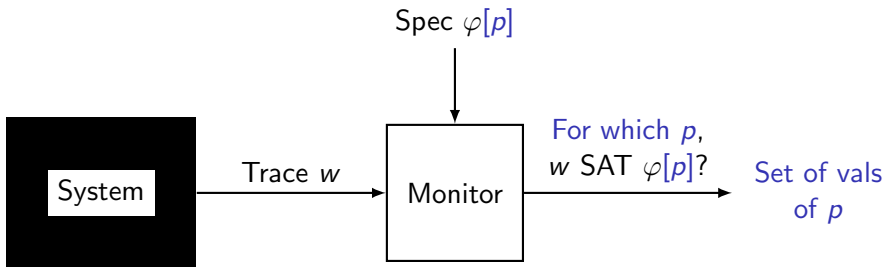 Spec φ[p]
System
Trace w
Monitor
For which p,
w SAT φ[p]?
Set of vals
of p